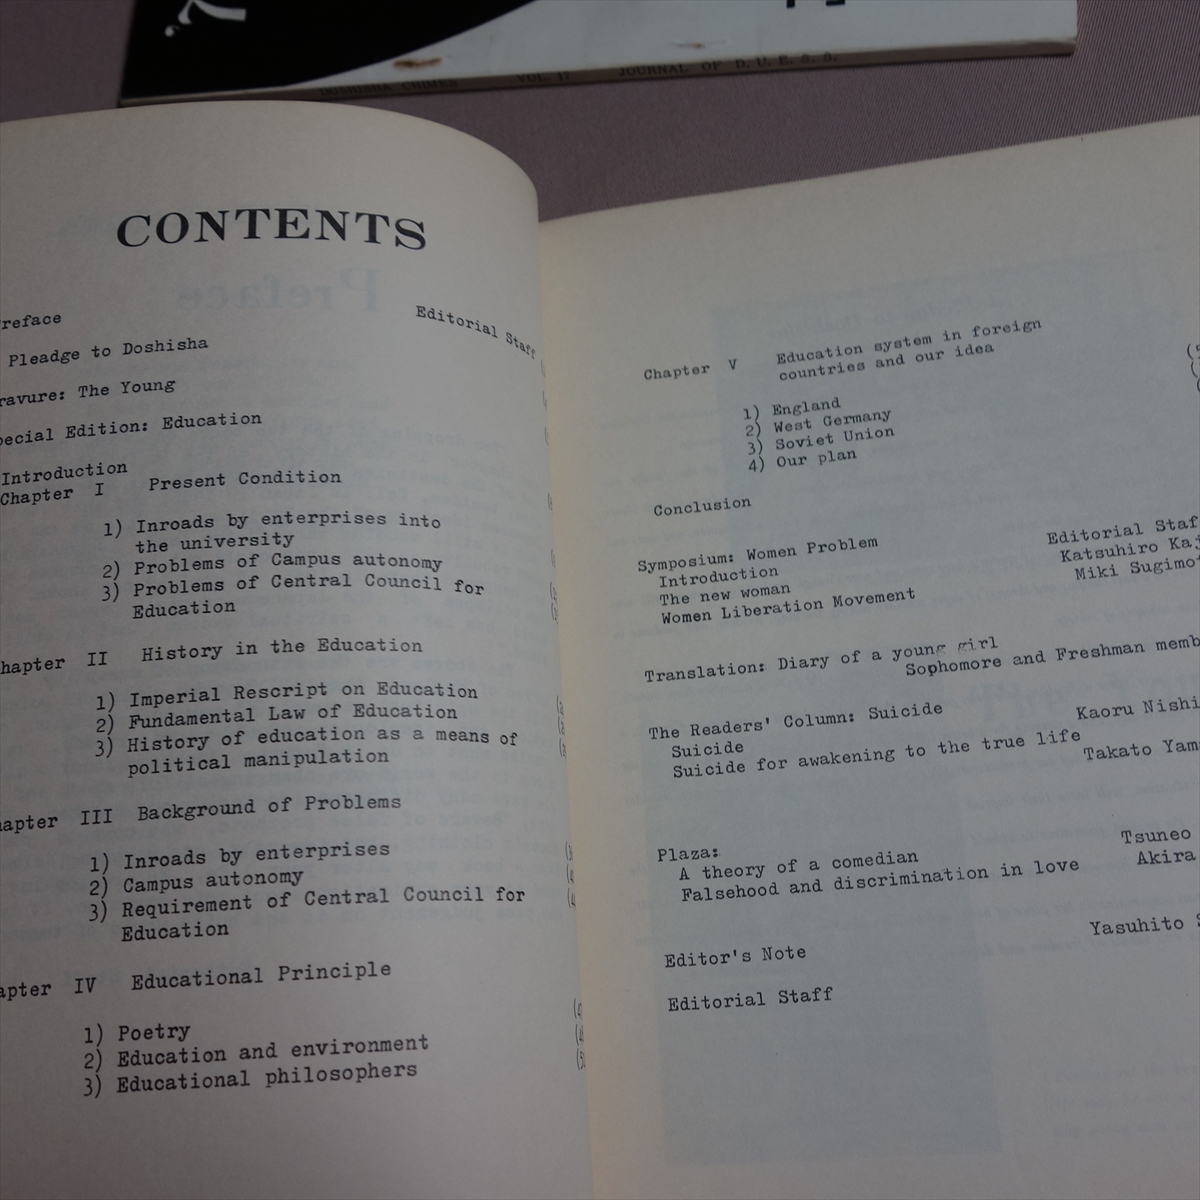 DOSHISHA CHIMES VOL. 17 JOURNAL OF D. U. E. S. S.
CONTENTS
reface Editorial Staff
Pleadge to Doshisha
ravure: The Young
pecial Edition: Education
Introduction
Chapter I Present Condition
1) Inroads by enterprises into
the university
2) Problems of Campus autonomy
3) Problems of Central Council for
Education
hapter II History in the Education
1) Imperial Rescript on Education
2) Fundamental Law of Education
3) History of education as a means of
political manipulation
hapter III Background of Problems
1) Inroads by enterprises
2) Campus autonomy
3) Requirement of Central Council for
Education
apter IV Educational Principle
1) Poetry
2) Education and environment
3) Educational philosophers
Chapter V Education system in foreign
countries and our idea
1) England
2) West Germany
3) Soviet Union
4) Our plan
Conclusion
Symposium: Women Problem
Introduction Editorial Staf
The new woman Katsuhiro Kaj
Women Liberation Movement Miki Sugimot
Translation: Diary of a young girl
Sophomore and Freshman memb
The Readers' Column: Suicide
Suicide Kaoru Nishi
Suicide for awakening to the true life
Takato Yam
Plaza:
A theory of a comedian Tsuneo
Falsehood and discrimination in love Akira
Editor's Note Yasuhito S
Editorial Staff